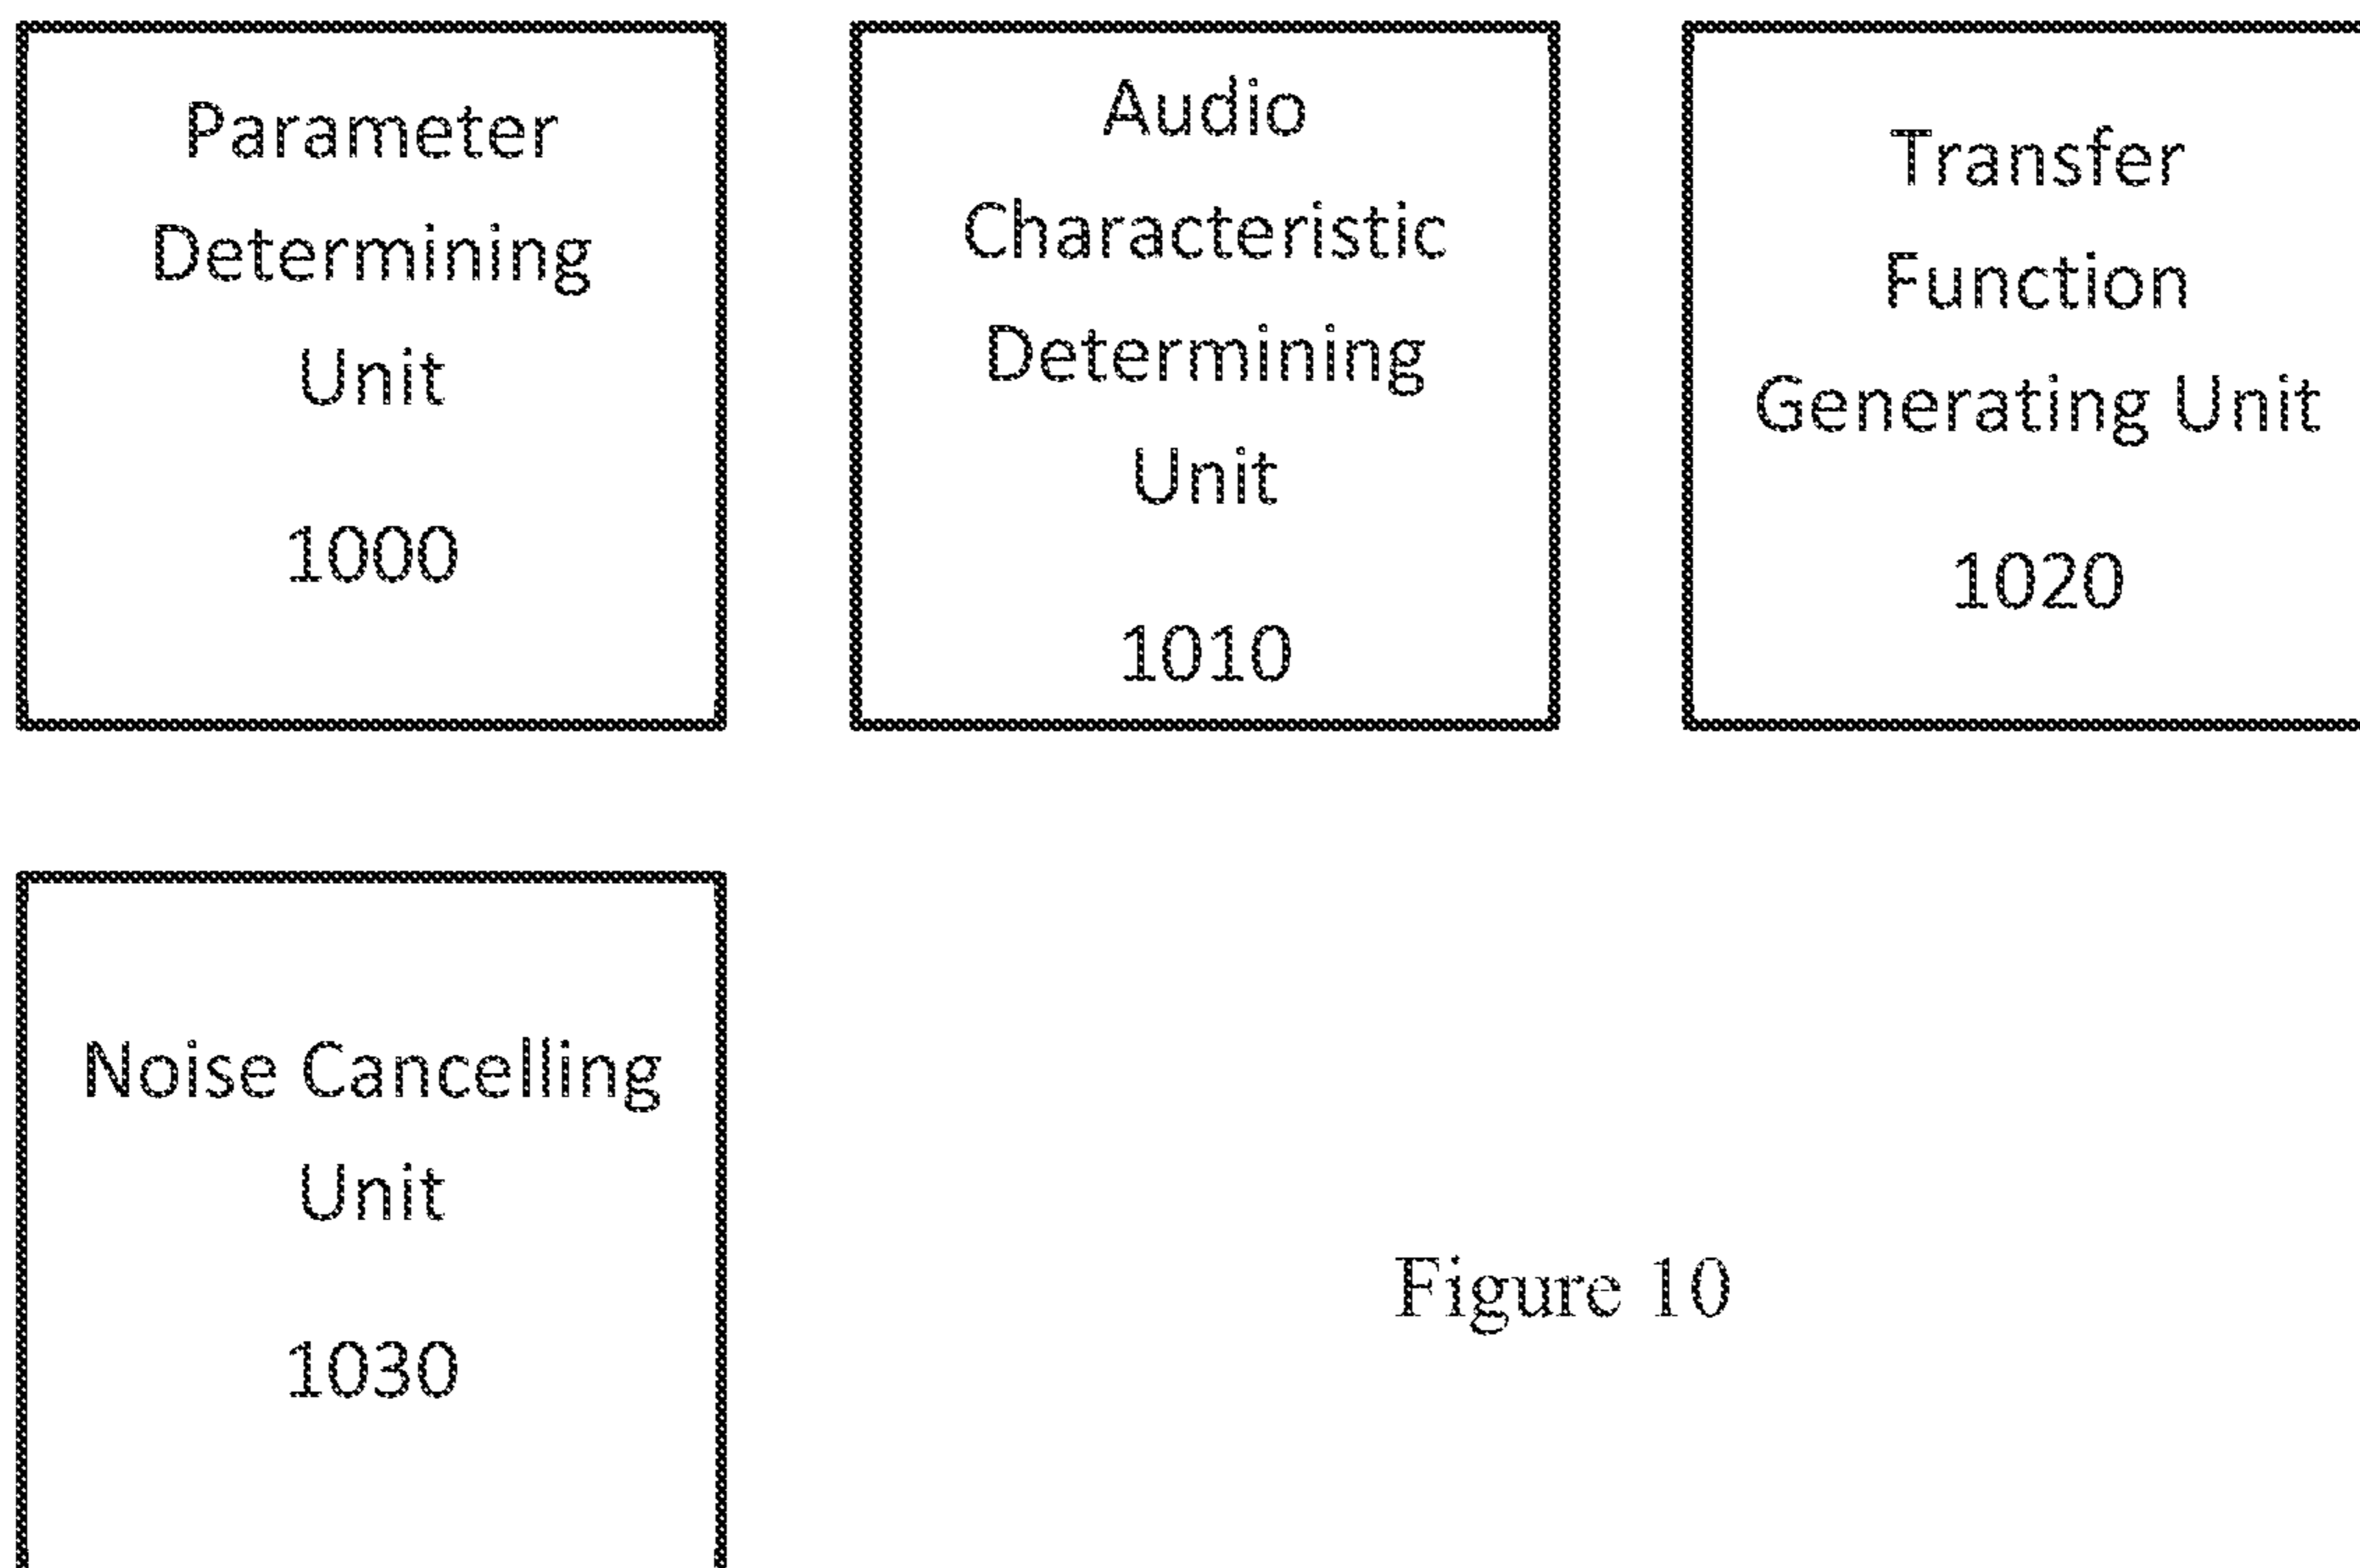 Parameter
Determining
Unit
1000
Audio
Characteristic
Determining
Unit
1010
Transfer
Function
Generating Unit
1020
Noise Cancelling
Unit
1030
Figure 10